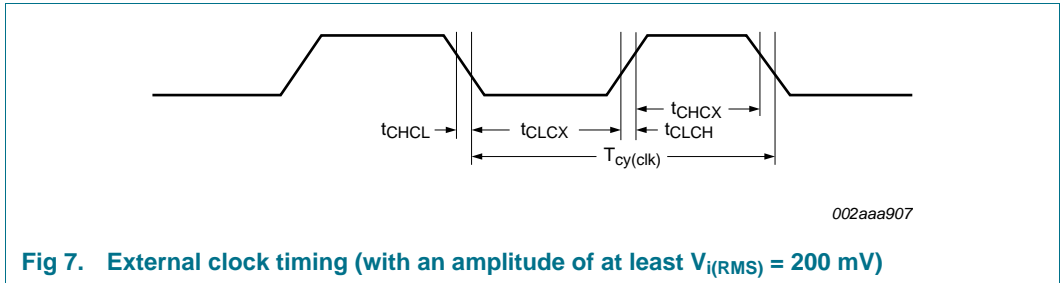 tCHCX
tCHCL
tCLCX
tCLCH
Tcy(clk)
002aaa907
Fig 7. External clock timing (with an amplitude of at least Vi(RMS) = 200 mV)